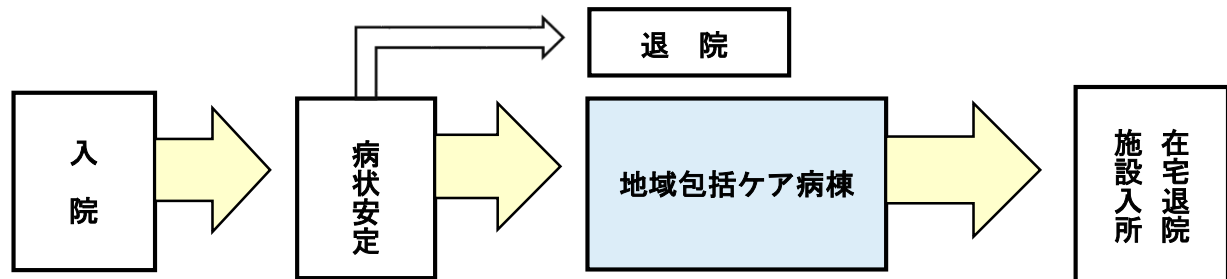 退　院
入院
病状安定
地域包括ケア病棟
在宅退院
施設入所